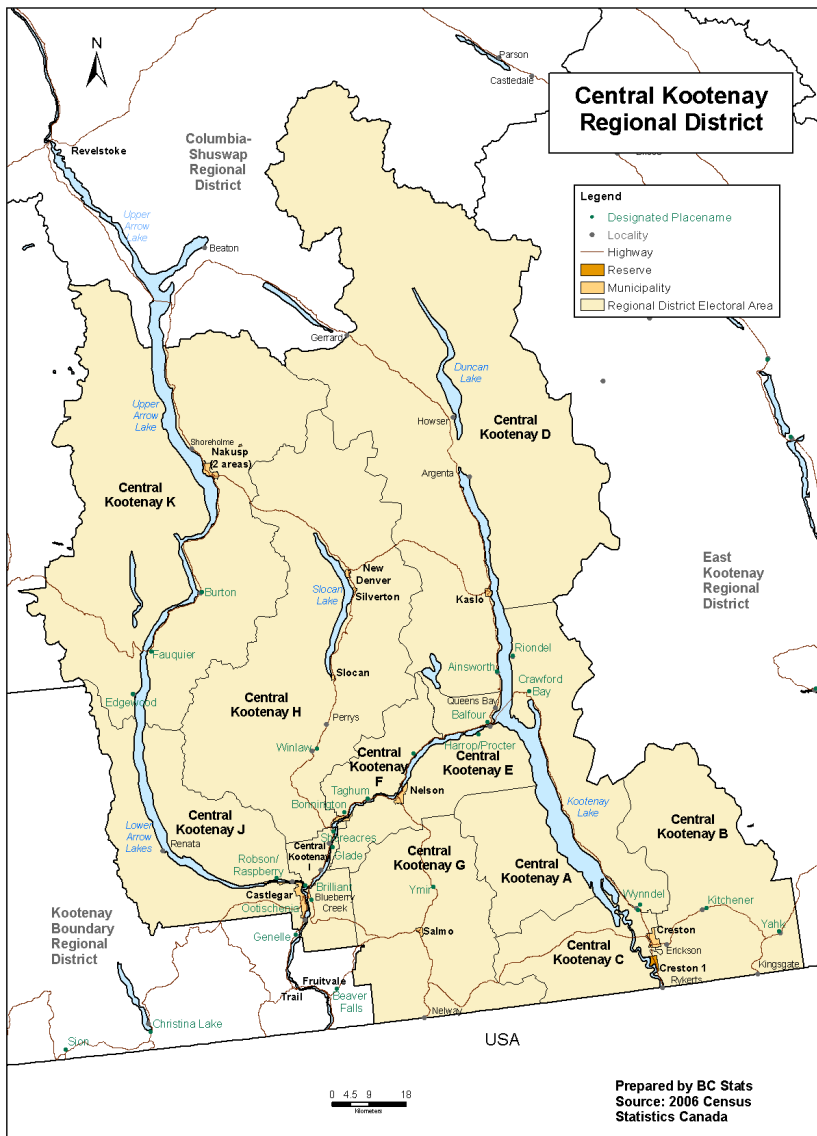 N
Parson
Castledale
Central Kootenay
Regional District
Revelstoke
Columbia-
Shuswap
Regional
District
Legend
Designated Placename
Locality
Highway
Reserve
Municipality
Regional District Electoral Area
Upper
Arrow
Lake
Beaton
Gerrard
Duncan
Lake
Upper
Arrow
Lake
Howser
Central
Kootenay D
Shoreholme
Nakusp
(2 areas)
Argenta
Central
Kootenay K
New
Denver
Silverton
Slocan
Lake
East
Kootenay
Regional
District
Burton
Kaslo
Fauquier
Riondel
Ainsworth
Slocan
Crawford
Bay
Edgewood
Queens Bay
Central
Kootenay H
Balfour
Perrys
Harrop/Procter
Winlaw
Central
Kootenay
F
Central
Kootenay E
Taghum
Nelson
Bonnington
Kootenay
Lake
Central
Kootenay J
Central
Kootenay B
Lower
Arrow
Lakes
Renata
Shoreacres
Central
Kootenay
I
Glade
Central
Kootenay G
Central
Kootenay A
Robson/
Raspberry
Brilliant
Ymir
Castlegar
Blueberry
Creek
Wynndel
Kitchener
Ootischenia
Kootenay
Boundary
Regional
District
Genelle
Salmo
Creston
Erickson
Yahk
Central
Kootenay C
Creston 1
Rykerts
Kingsgate
Fruitvale
Trail
Beaver
Falls
Christina Lake
Nelway
Sion
USA
0 4.5 9 18
Kilometers
Prepared by BC Stats
Source: 2006 Census
Statistics Canada